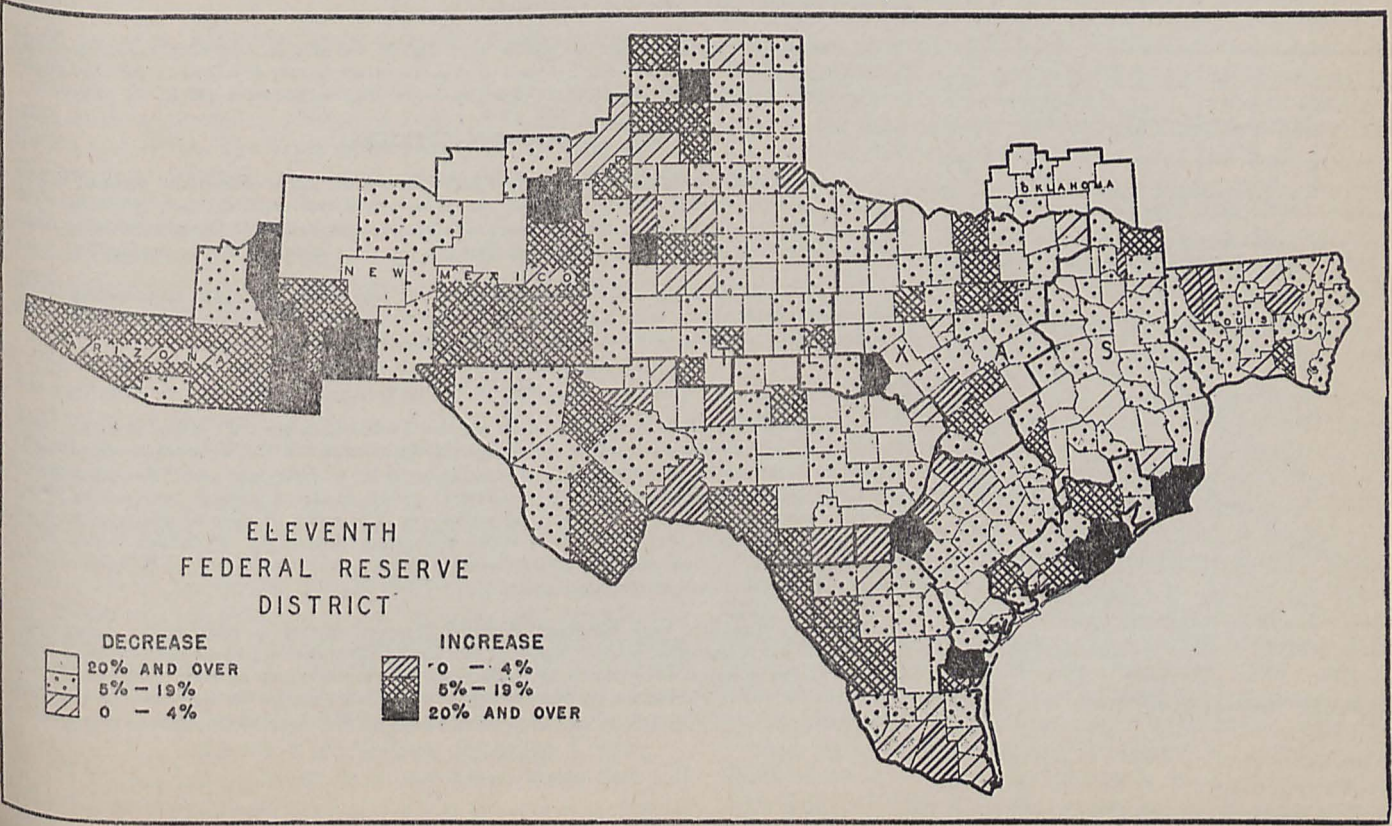 OKLAHOMA
NEW MEXICO
ARIZONA
LOUISIANA
T E X A S
ELEVENTH
FEDERAL RESERVE
DISTRICT
DECREASE
20% AND OVER
5% - 19%
0 - 4%
INCREASE
0 - 4%
5% - 19%
20% AND OVER